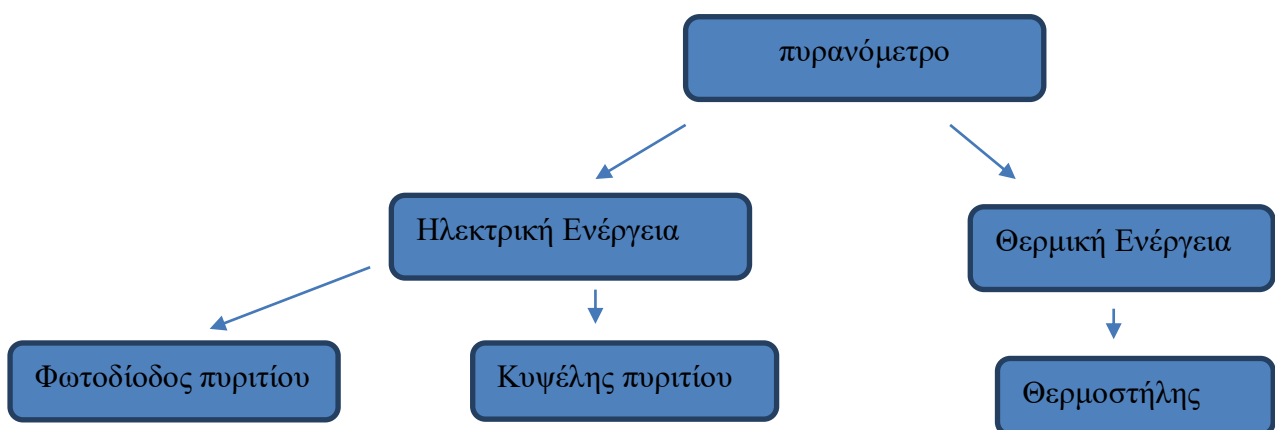 πυρανόμετρο
Ηλεκτρική Ενέργεια
Θερμική Ενέργεια
Φωτοδίοδος πυριτίου
Κυψέλης πυριτίου
Θερμοστήλης